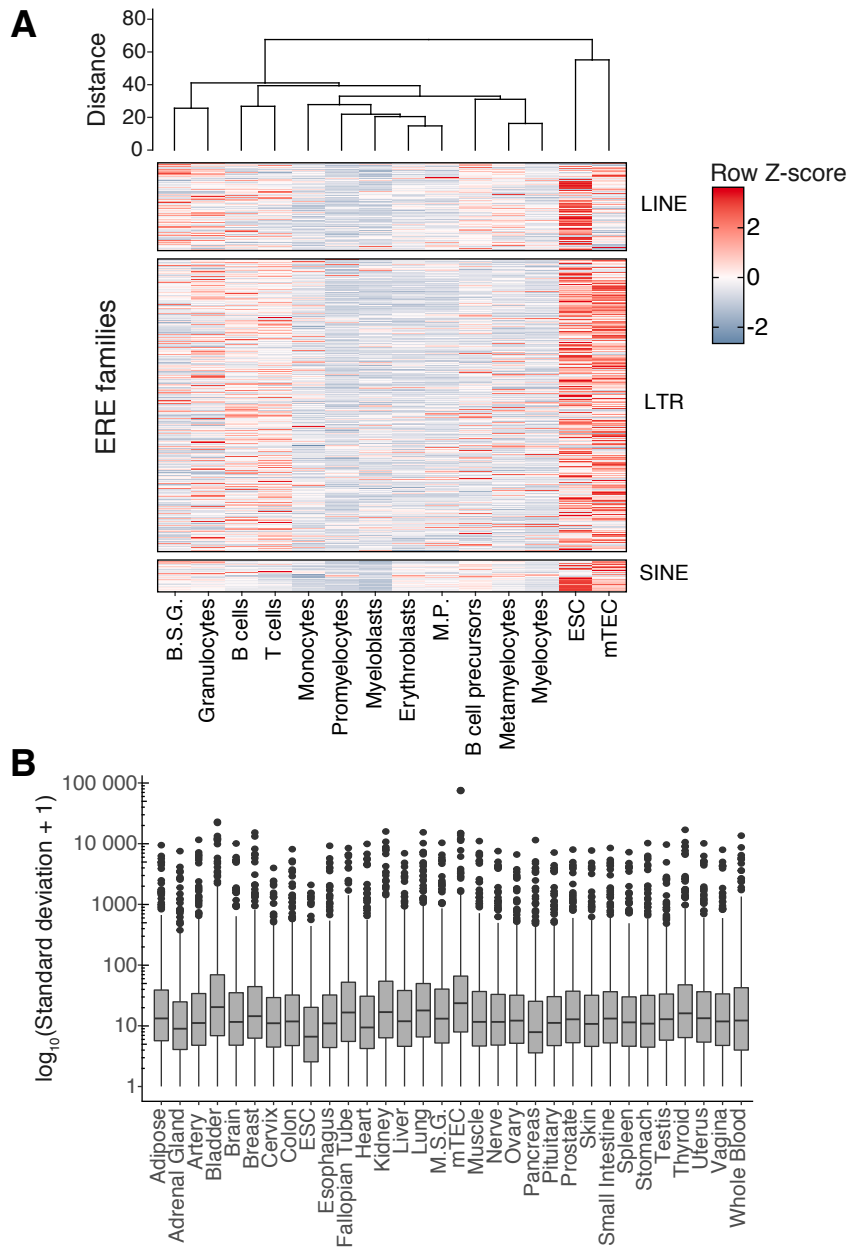 A
Distance
80
60
40
20
0
Row Z-score
2
0
-2
ERE families
LINE
LTR
SINE
B.S.G.
Granulocytes
B cells
T cells
Monocytes
Promyelocytes
Myeloblasts
Erythroblasts
M.P.
B cell precursors
Metamyelocytes
Myelocytes
ESC
mTEC
B
log10(Standard deviation + 1)
100 000
10 000
1000
100
10
1
Adipose
Adrenal Gland
Artery
Bladder
Brain
Breast
Cervix
Colon
ESC
Esophagus
Fallopian Tube
Heart
Kidney
Liver
Lung
M.S.G.
mTEC
Muscle
Nerve
Ovary
Pancreas
Pituitary
Prostate
Skin
Small Intestine
Spleen
Stomach
Testis
Thyroid
Uterus
Vagina
Whole Blood